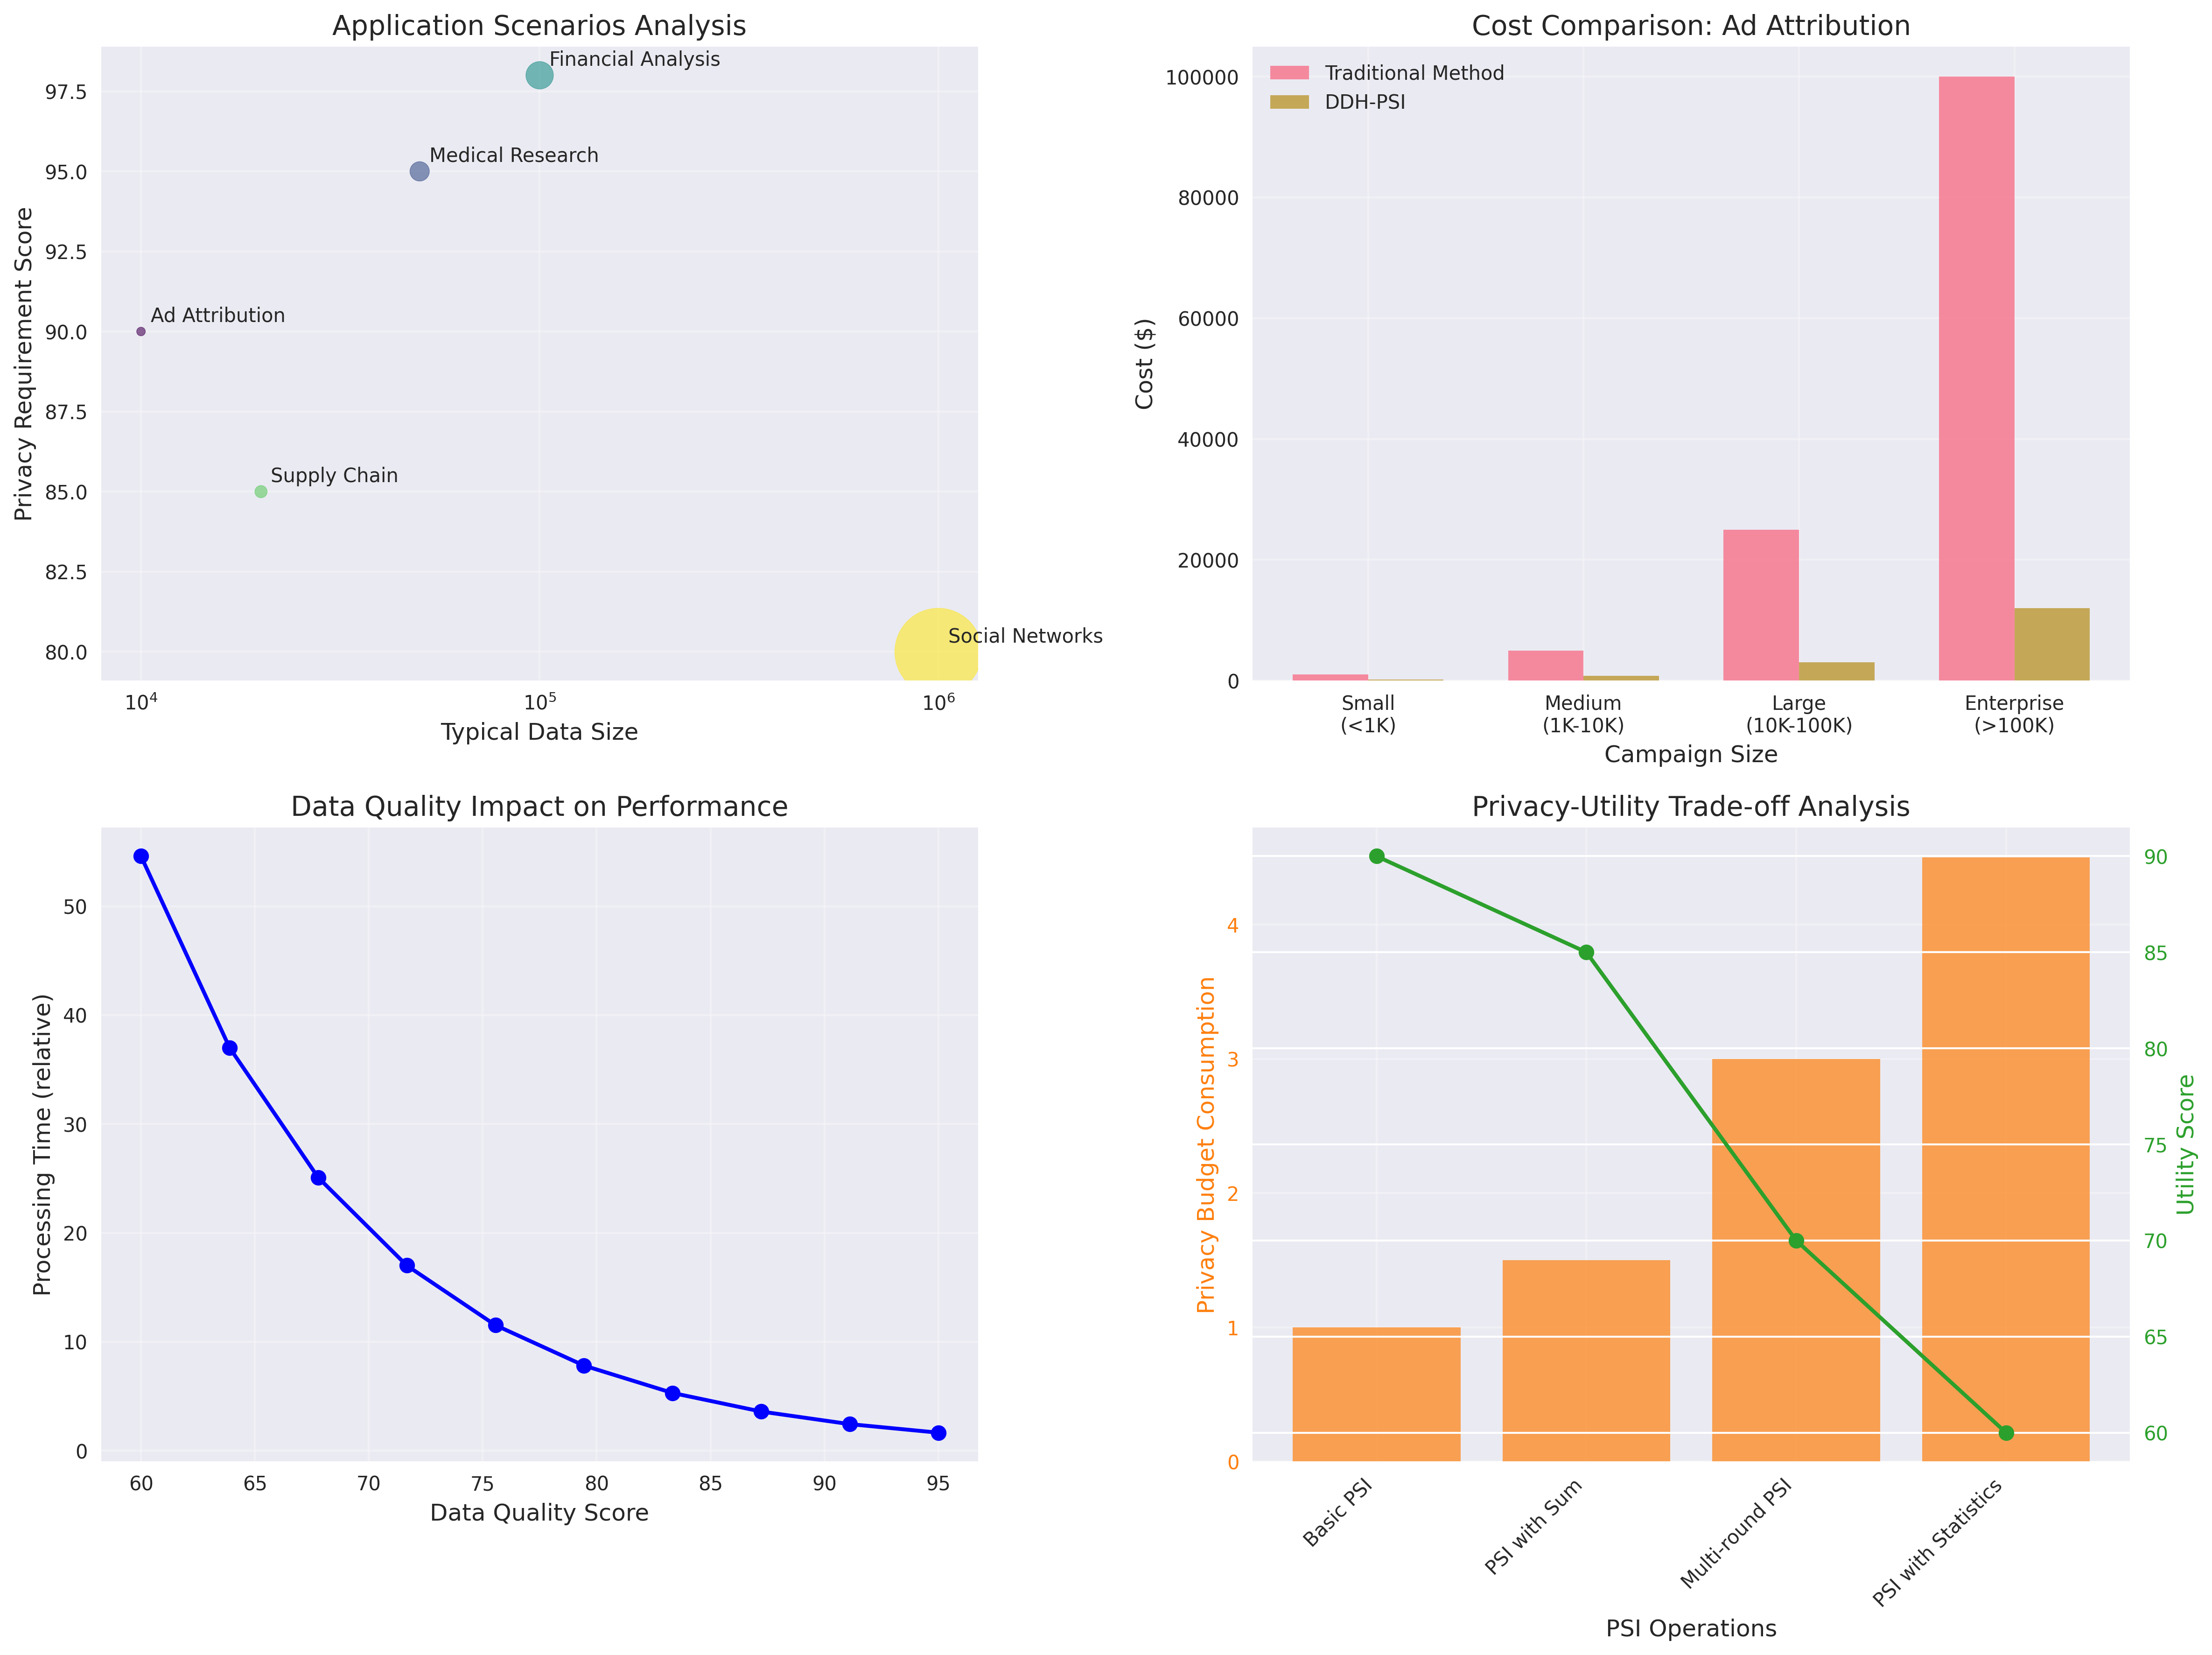 Application Scenarios Analysis
Privacy Requirement Score
97.5
95.0
92.5
90.0
87.5
85.0
82.5
80.0
Financial Analysis
Medical Research
Ad Attribution
Supply Chain
Social Networks
10⁴
10⁵
10⁶
Typical Data Size
Cost Comparison: Ad Attribution
Traditional Method
DDH-PSI
Cost ($)
100000
80000
60000
40000
20000
0
Small
(<1K)
Medium
(1K-10K)
Large
(10K-100K)
Enterprise
(>100K)
Campaign Size
Data Quality Impact on Performance
Processing Time (relative)
50
40
30
20
10
0
60
65
70
75
80
85
90
95
Data Quality Score
Privacy-Utility Trade-off Analysis
Privacy Budget Consumption
4
3
2
1
0
90
85
80
75
70
65
60
Utility Score
Basic PSI
PSI with Sum
Multi-round PSI
PSI with Statistics
PSI Operations